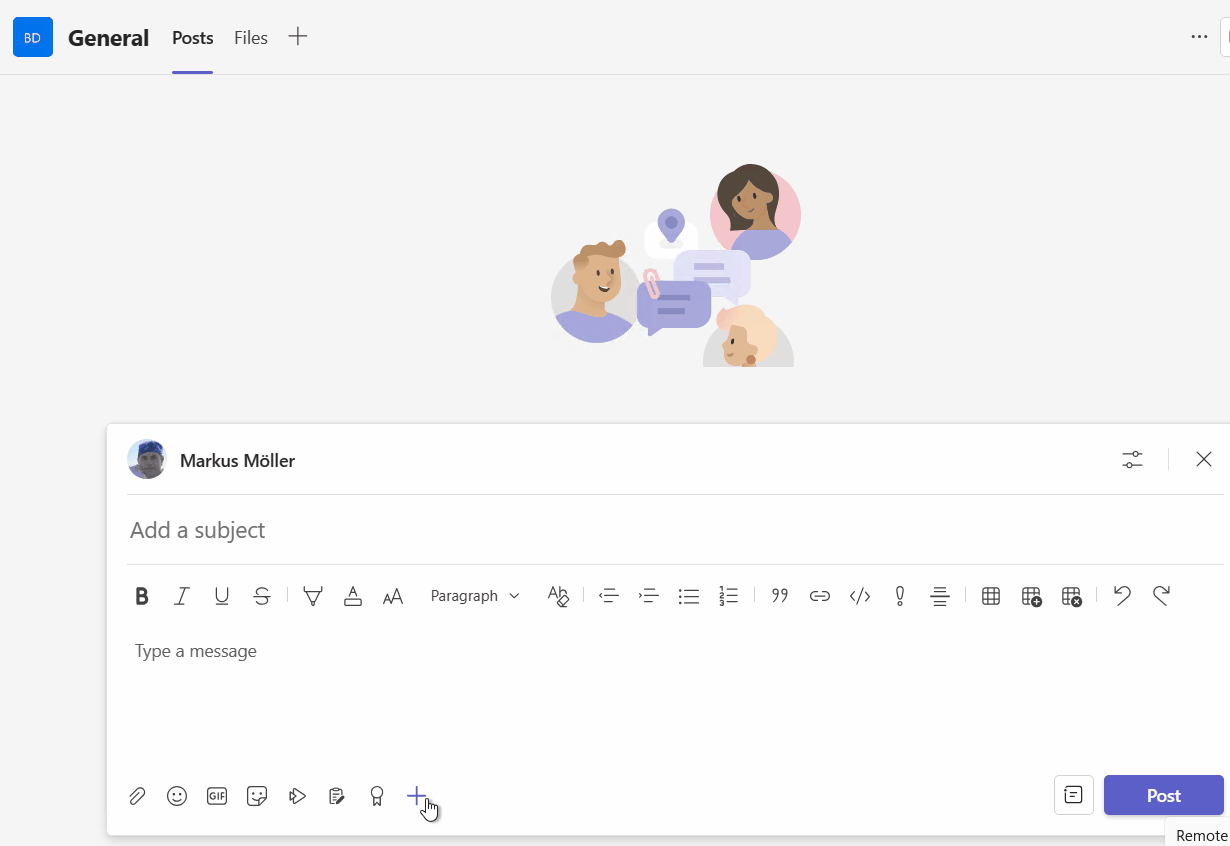 BD General Posts Files
Markus Möller
Add a subject
Paragraph
Type a message
GIF
Post
Remote